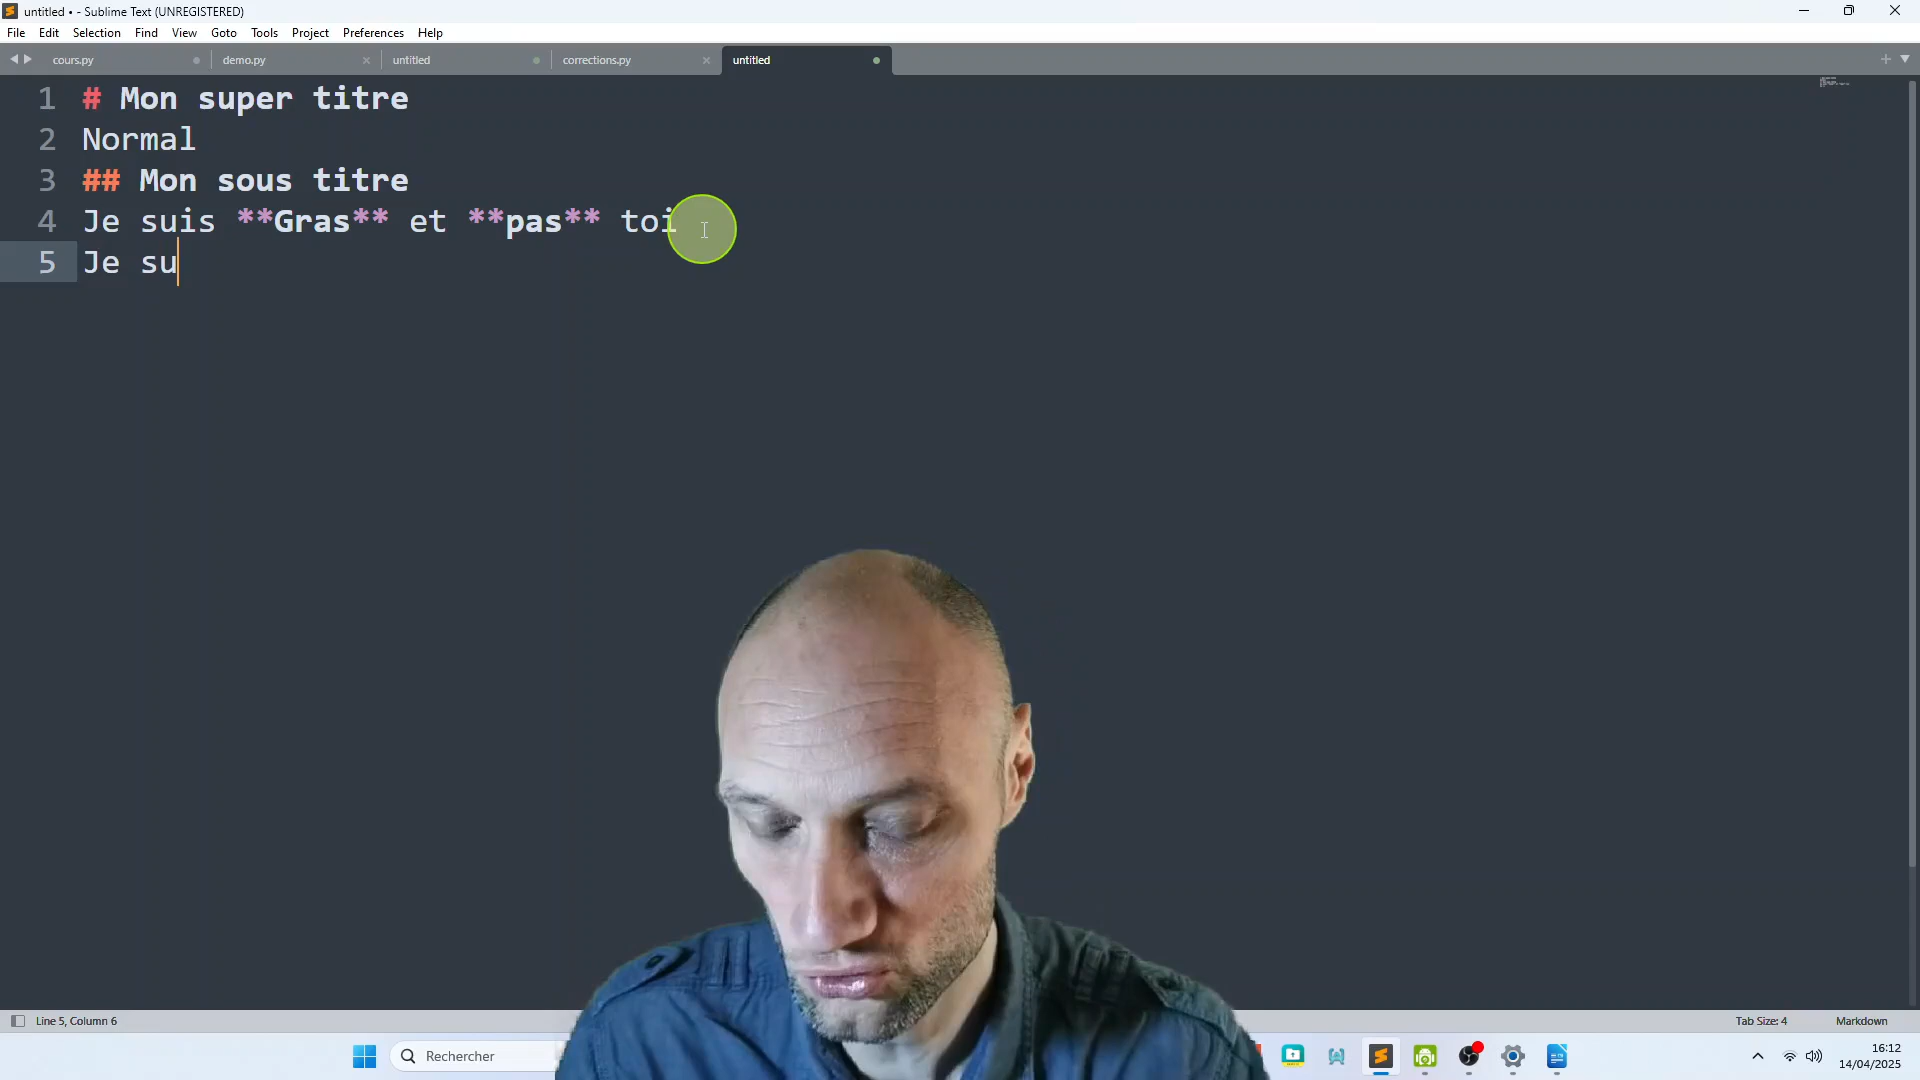 untitled • - Sublime Text (UNREGISTERED)
File Edit Selection Find View Goto Tools Project Preferences Help
cours.py demo.py untitled corrections.py untitled
1 # Mon super titre
2 Normal
3 ## Mon sous titre
4 Je suis **Gras** et **pas** toi
5 Je su
Line 5, Column 6 Tab Size: 4 Markdown
Rechercher
16:12
14/04/2025